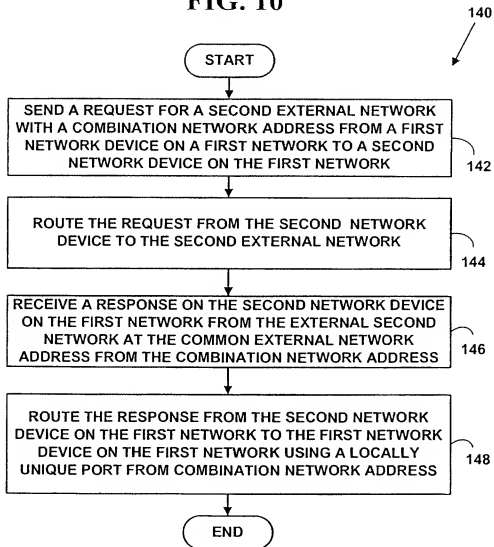 FIG. 10
140
START
SEND A REQUEST FOR A SECOND EXTERNAL NETWORK
WITH A COMBINATION NETWORK ADDRESS FROM A FIRST
NETWORK DEVICE ON A FIRST NETWORK TO A SECOND
NETWORK DEVICE ON THE FIRST NETWORK
142
ROUTE THE REQUEST FROM THE SECOND NETWORK
DEVICE TO THE SECOND EXTERNAL NETWORK
144
RECEIVE A RESPONSE ON THE SECOND NETWORK DEVICE
ON THE FIRST NETWORK FROM THE EXTERNAL SECOND
NETWORK AT THE COMMON EXTERNAL NETWORK
ADDRESS FROM THE COMBINATION NETWORK ADDRESS
146
ROUTE THE RESPONSE FROM THE SECOND NETWORK
DEVICE ON THE FIRST NETWORK TO THE FIRST NETWORK
DEVICE ON THE FIRST NETWORK USING A LOCALLY
UNIQUE PORT FROM COMBINATION NETWORK ADDRESS
148
END